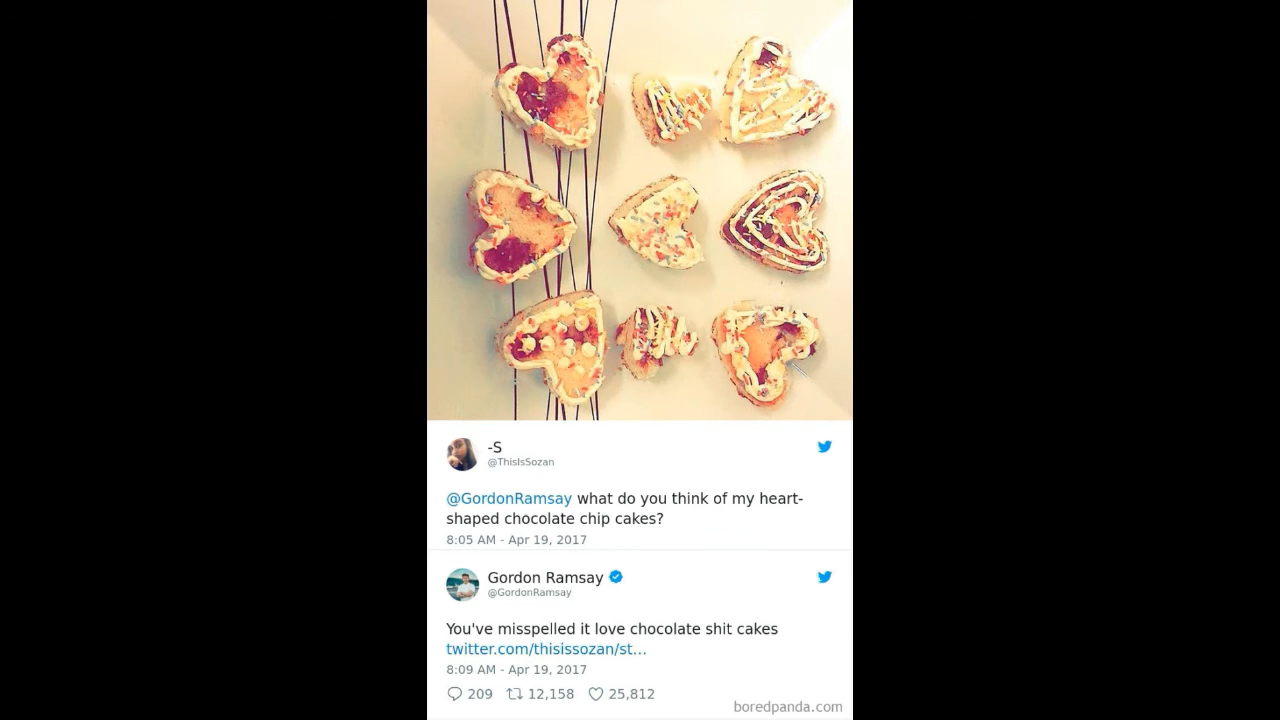 -S
@ThisIsSozan
@GordonRamsay what do you think of my heart-
shaped chocolate chip cakes?
8:05 AM - Apr 19, 2017
Gordon Ramsay
@GordonRamsay
You've misspelled it love chocolate shit cakes
twitter.com/thisissozan/st...
8:09 AM - Apr 19, 2017
209 12,158 25,812
boredpanda.com